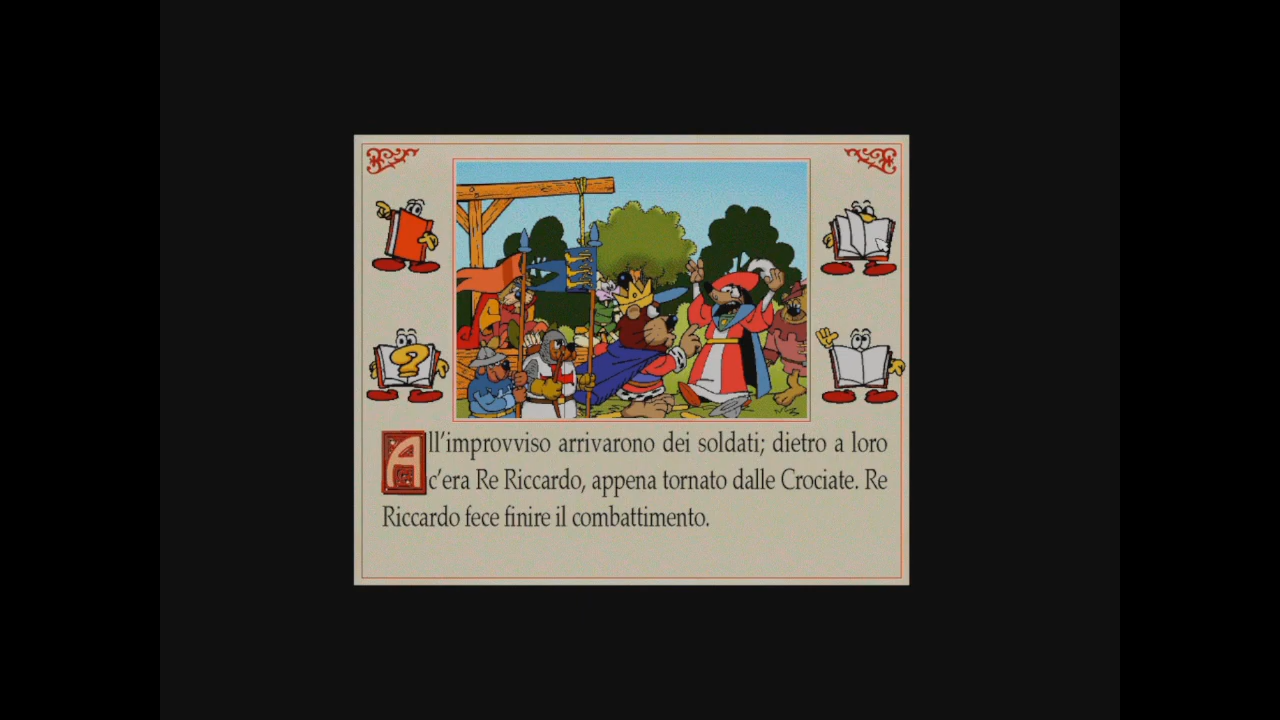 All'improvviso arrivarono dei soldati; dietro a loro
c'era Re Riccardo, appena tornato dalle Crociate. Re
Riccardo fece finire il combattimento.